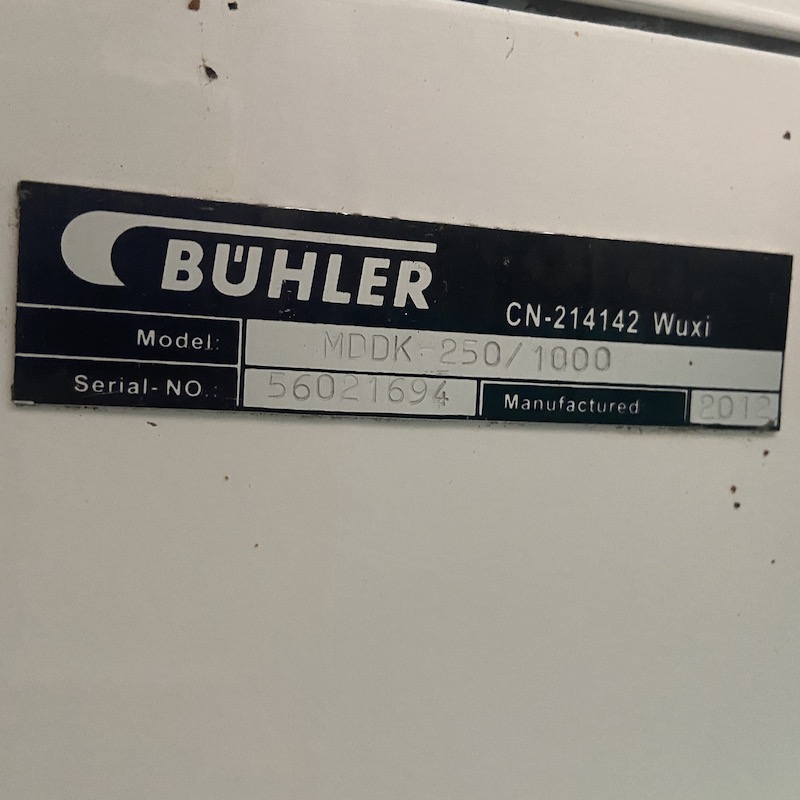 BÜHLER
CN-214142 Wuxi
Model: MDDK-250/1000
Serial-NO.: 56021694 Manufactured 2012